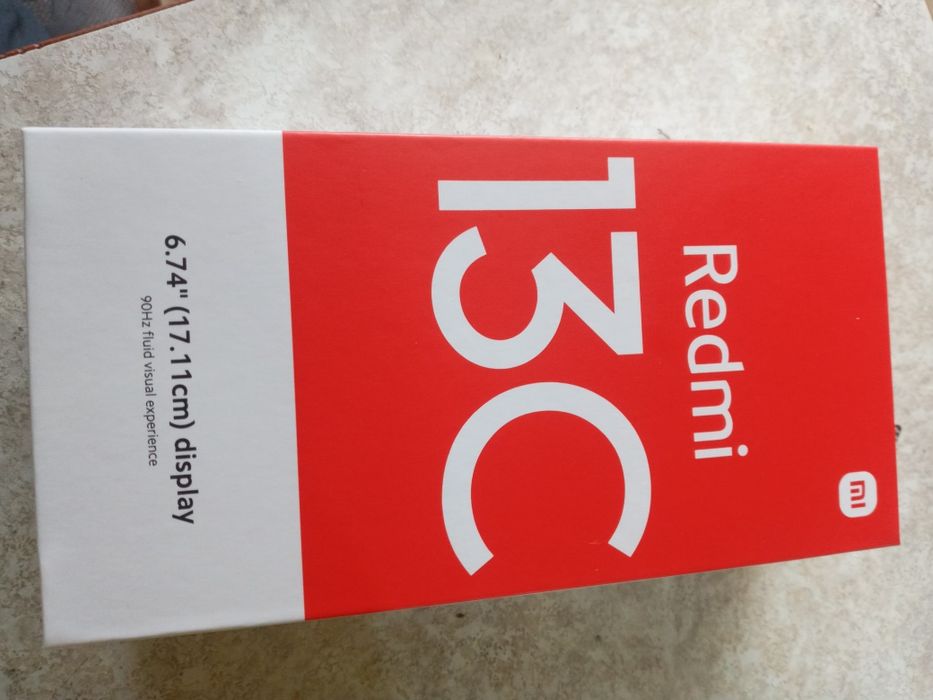 mi
Redmi
13C
6.74" (17.11cm) display
90Hz fluid visual experience